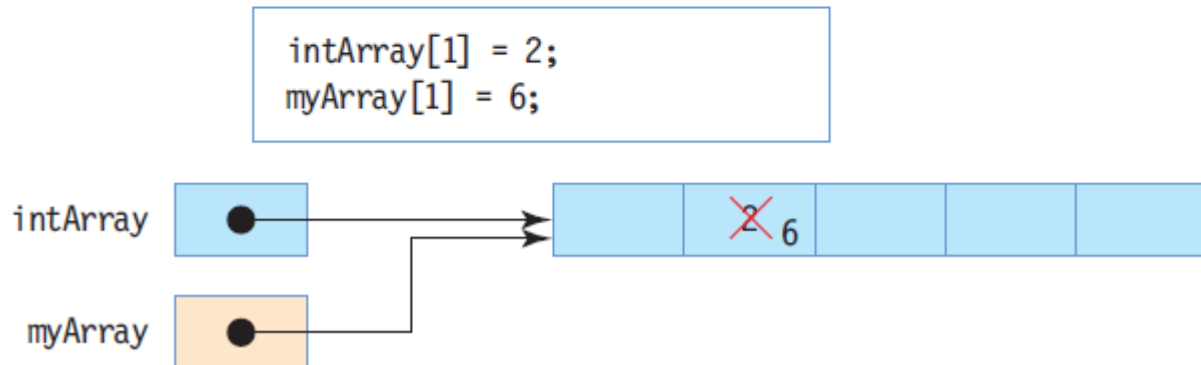 intArray[1] = 2;
myArray[1] = 6;
intArray
2 6
myArray